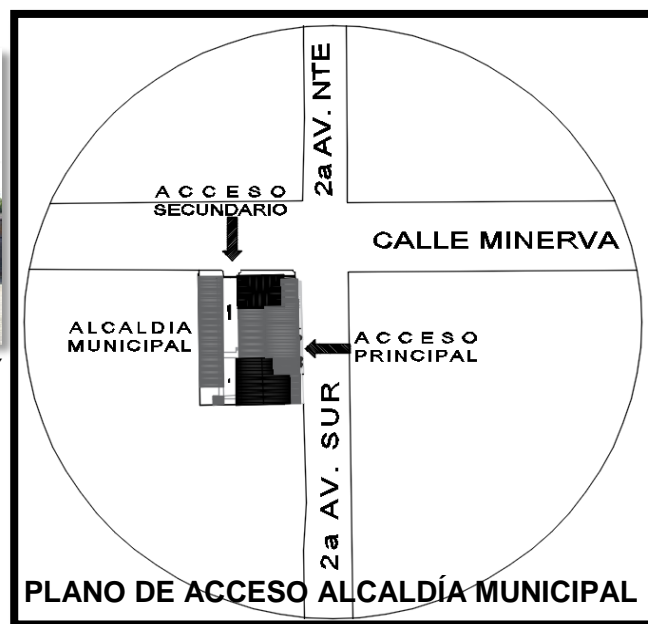 2a AV. NTE
ACCESO
SECUNDARIO
CALLE MINERVA
ALCALDIA
MUNICIPAL
ACCESO
PRINCIPAL
2a AV. SUR
PLANO DE ACCESO ALCALDÍA MUNICIPAL